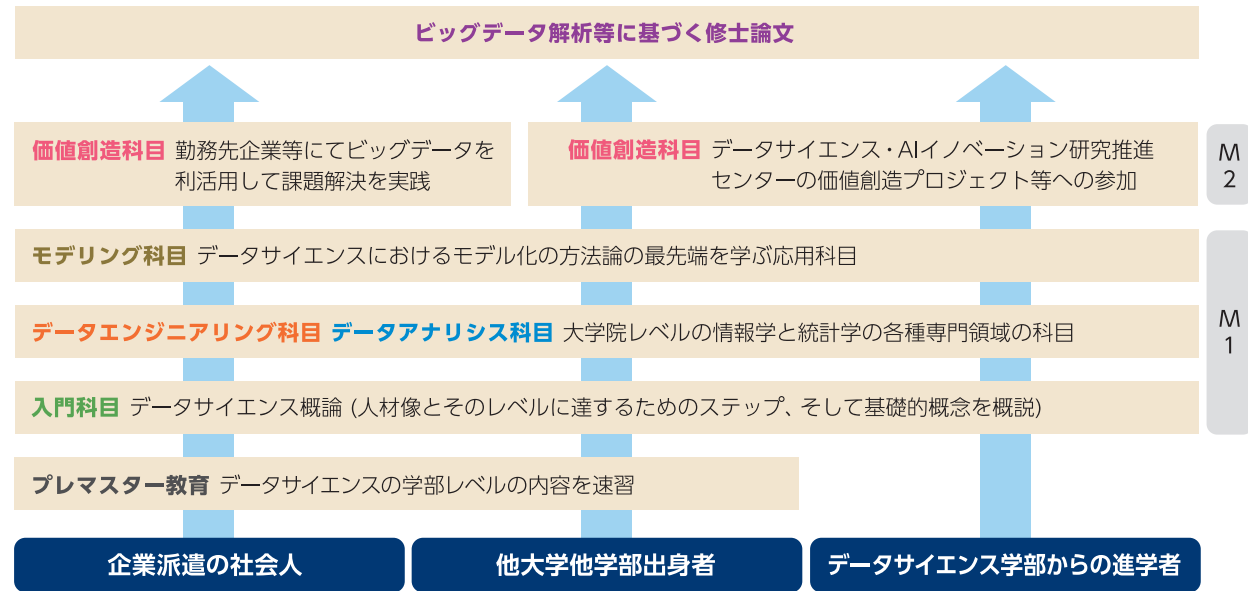 ビッグデータ解析等に基づく修士論文
価値創造科目 勤務先企業等にてビッグデータを
利活用して課題解決を実践
価値創造科目 データサイエンス・AIイノベーション研究推進
センターの価値創造プロジェクト等への参加
M
2
モデリング科目 データサイエンスにおけるモデル化の方法論の最先端を学ぶ応用科目
データエンジニアリング科目 データアナリシス科目 大学院レベルの情報学と統計学の各種専門領域の科目
M
1
入門科目 データサイエンス概論 (人材像とそのレベルに達するためのステップ、そして基礎的概念を概説)
プレマスター教育 データサイエンスの学部レベルの内容を速習
企業派遣の社会人
他大学他学部出身者
データサイエンス学部からの進学者